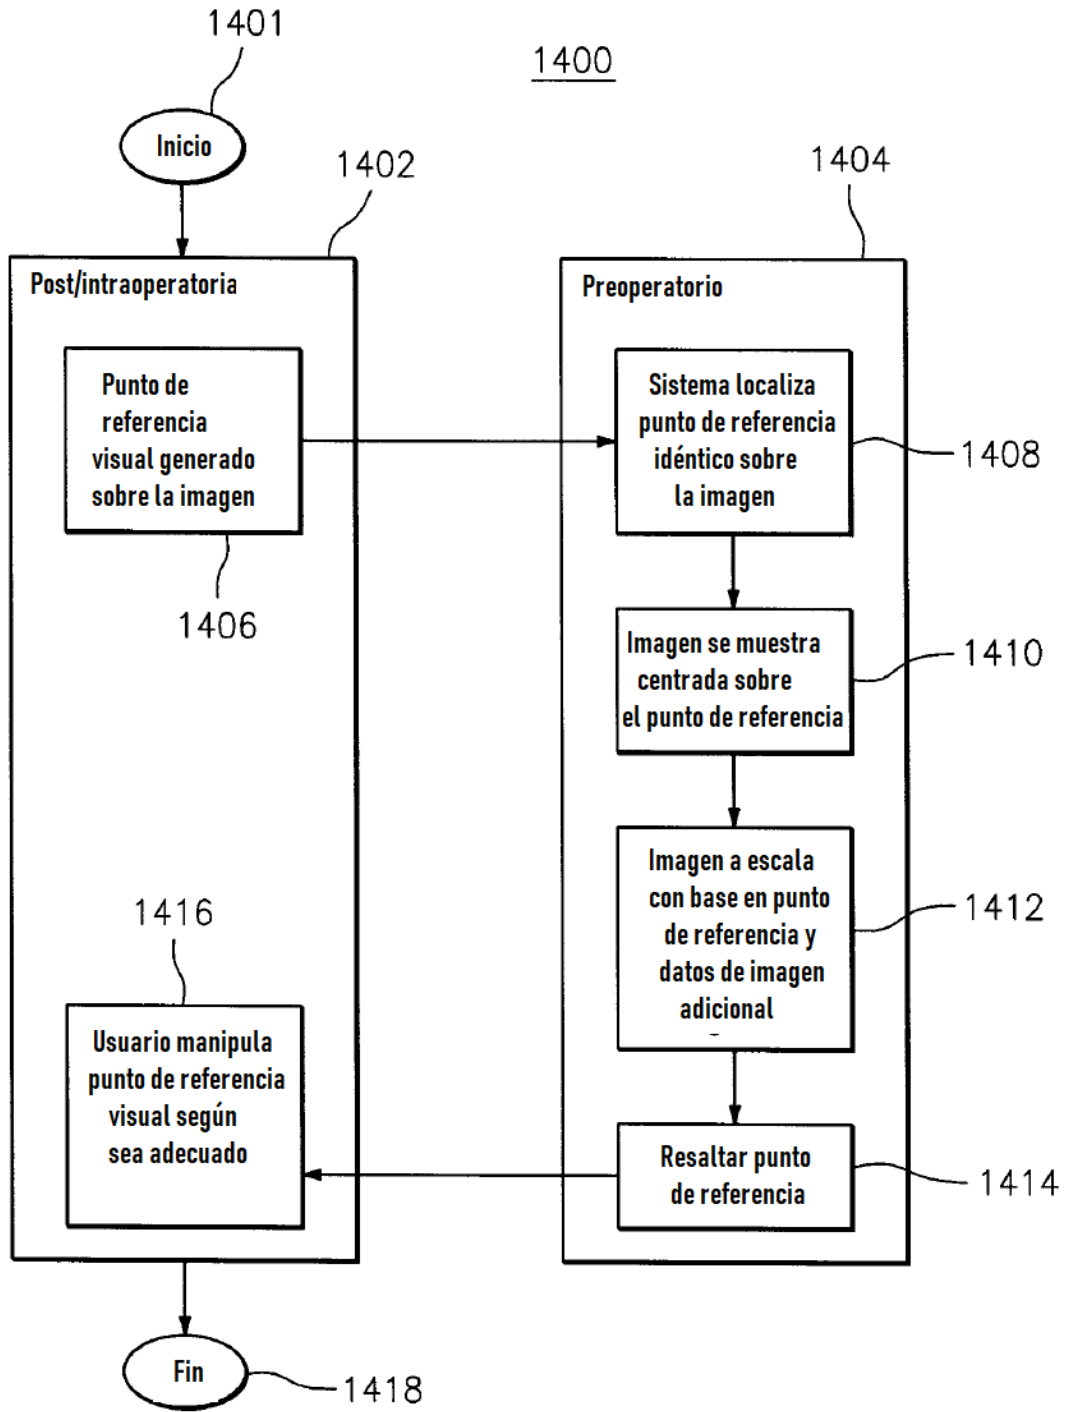 1401
1400
Inicio
1402
1404
Post/intraoperatoria
Preoperatorio
Punto de
referencia
visual generado
sobre la imagen
1406
Sistema localiza
punto de referencia
idéntico sobre
la imagen
1408
Imagen se muestra
centrada sobre
el punto de referencia
1410
Imagen a escala
con base en punto
de referencia y
datos de imagen
adicional
1412
1416
Usuario manipula
punto de referencia
visual según
sea adecuado
Resaltar punto
de referencia
1414
Fin
1418